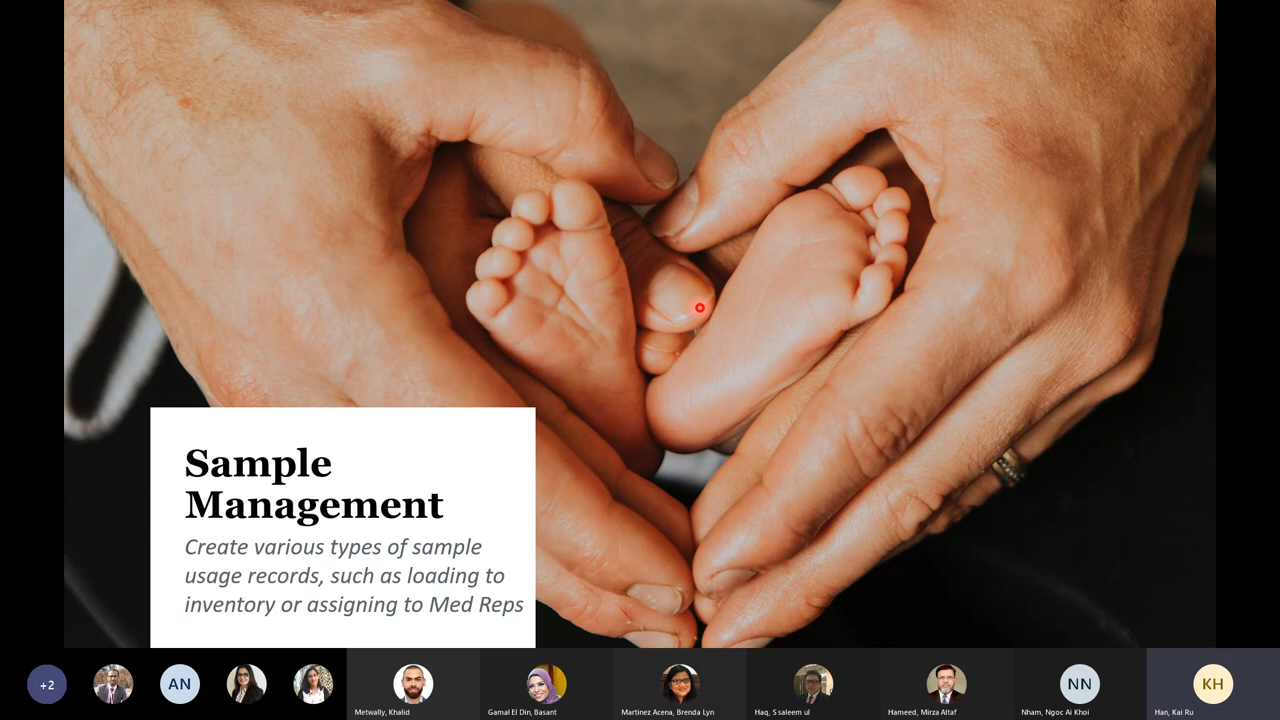 Sample
Management
Create various types of sample
usage records, such as loading to
inventory or assigning to Med Reps
+2
AN
NN
KH
Metwally, Khalid
Gamal El Din, Basant
Martinez Acena, Brenda Lyn
Haq, S saleem ul
Hameed, Mirza Altaf
Nham, Ngoc Ai Khoi
Han, Kai Ru